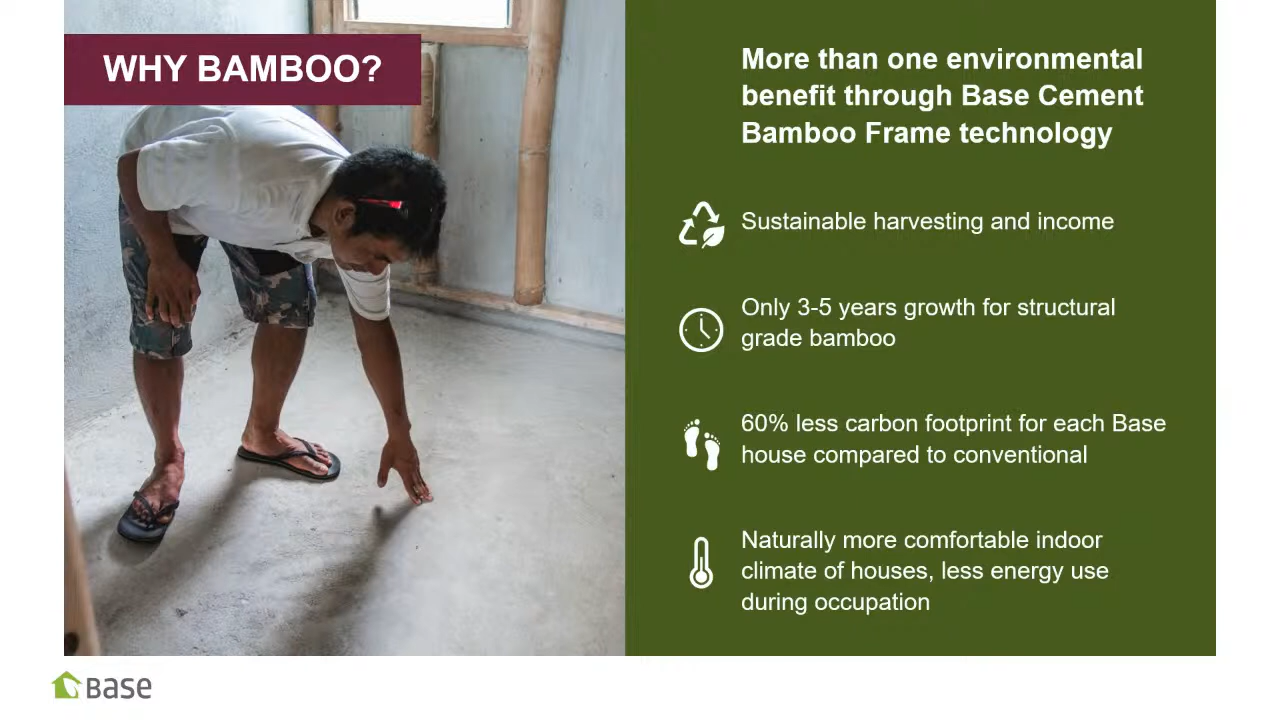 WHY BAMBOO?
More than one environmental
benefit through Base Cement
Bamboo Frame technology
Sustainable harvesting and income
Only 3-5 years growth for structural
grade bamboo
60% less carbon footprint for each Base
house compared to conventional
Naturally more comfortable indoor
climate of houses, less energy use
during occupation
BASE